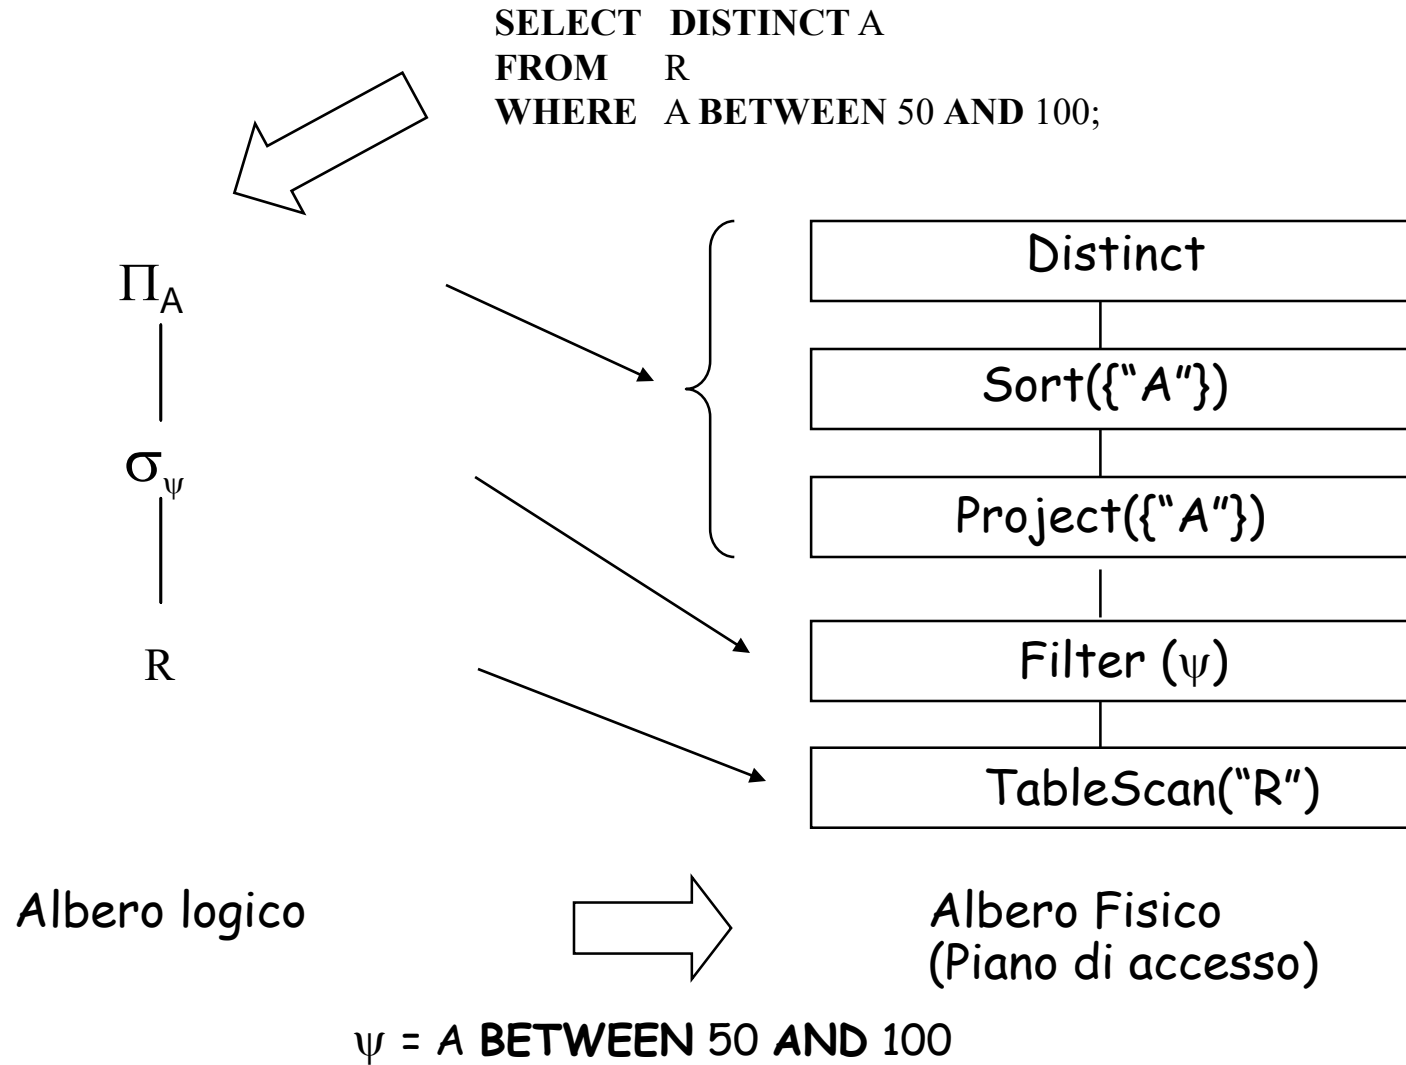 SELECT DISTINCT A
FROM R
WHERE A BETWEEN 50 AND 100;
Π_A
σ_ψ
R
Distinct
Sort({“A”})
Project({“A”})
Filter (ψ)
TableScan(“R”)
Albero logico
Albero Fisico
(Piano di accesso)
ψ = A BETWEEN 50 AND 100